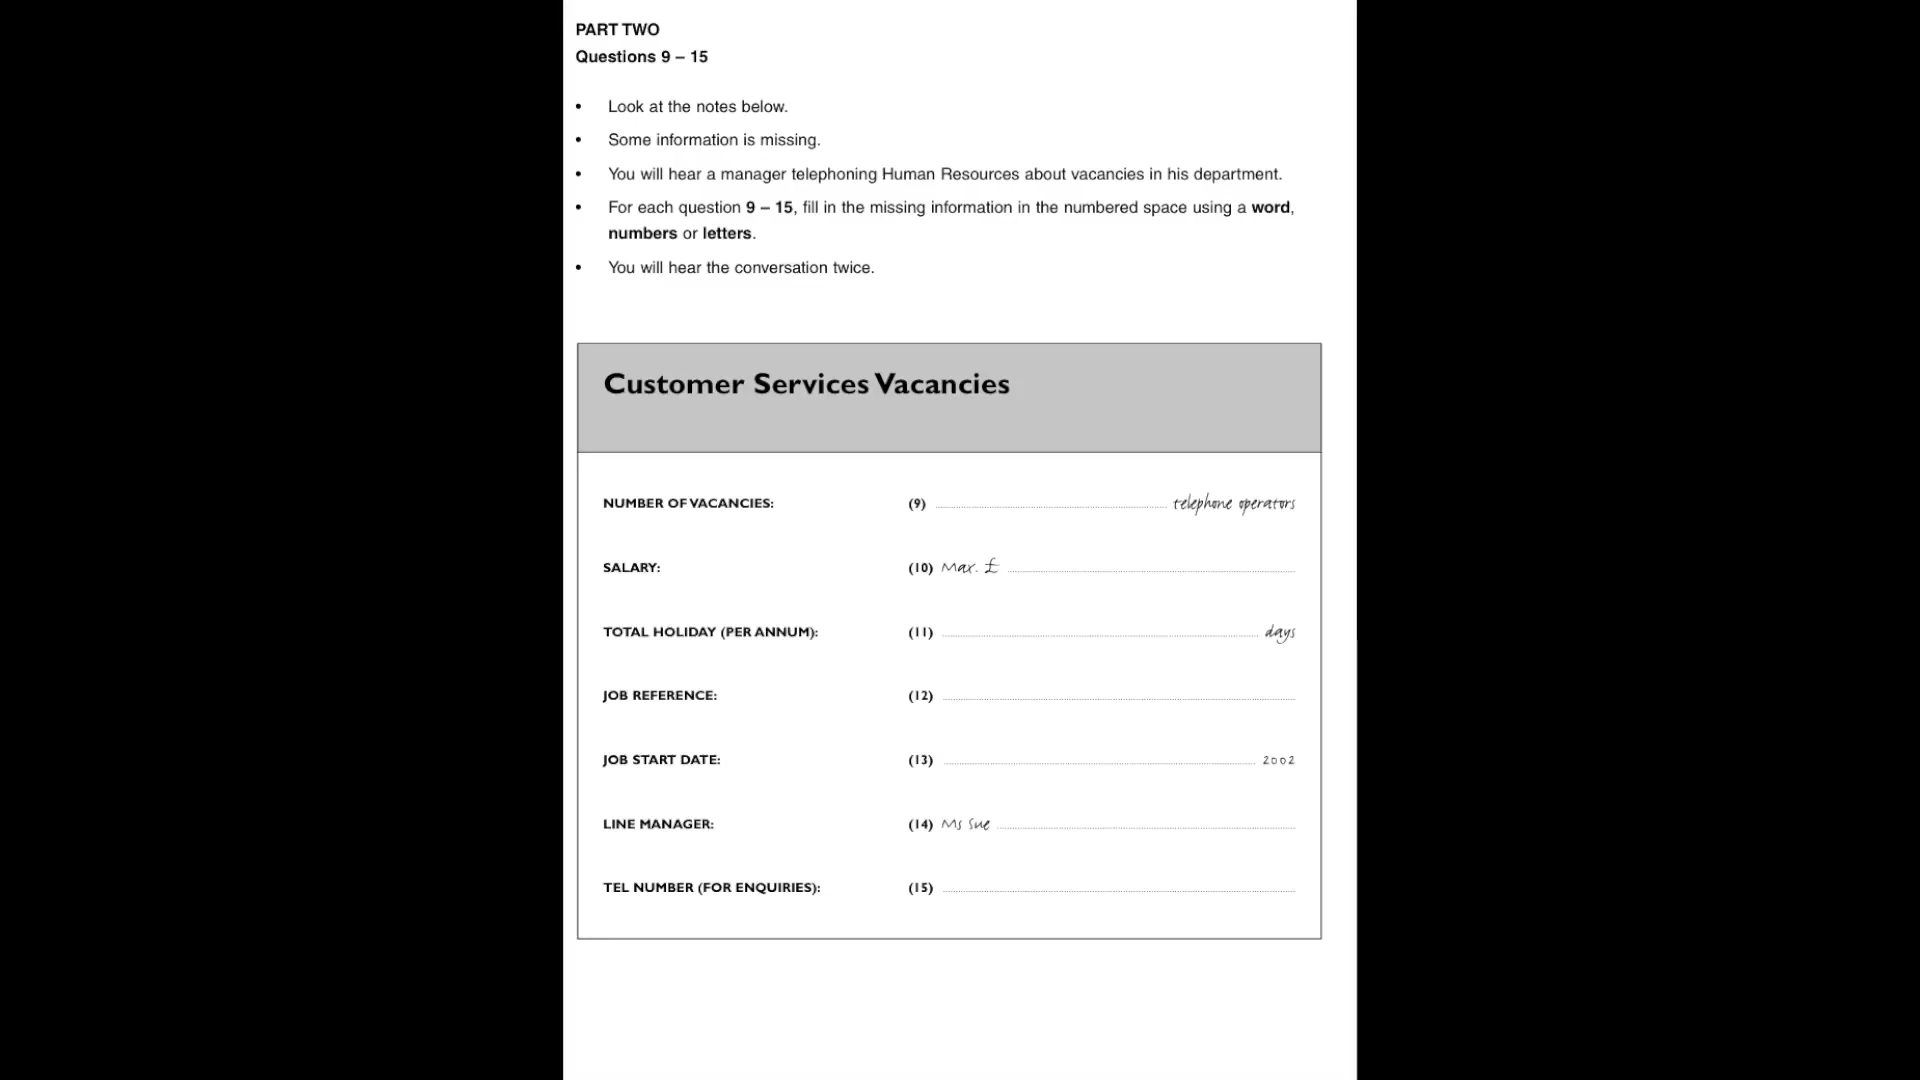 PART TWO
Questions 9 – 15
• Look at the notes below.
• Some information is missing.
• You will hear a manager telephoning Human Resources about vacancies in his department.
• For each question 9 – 15, fill in the missing information in the numbered space using a word,
numbers or letters.
• You will hear the conversation twice.
Customer Services Vacancies
NUMBER OF VACANCIES: (9) telephone operators
SALARY: (10) Max. £
TOTAL HOLIDAY (PER ANNUM): (11) days
JOB REFERENCE: (12)
JOB START DATE: (13) 2002
LINE MANAGER: (14) Ms Sue
TEL NUMBER (FOR ENQUIRIES): (15)